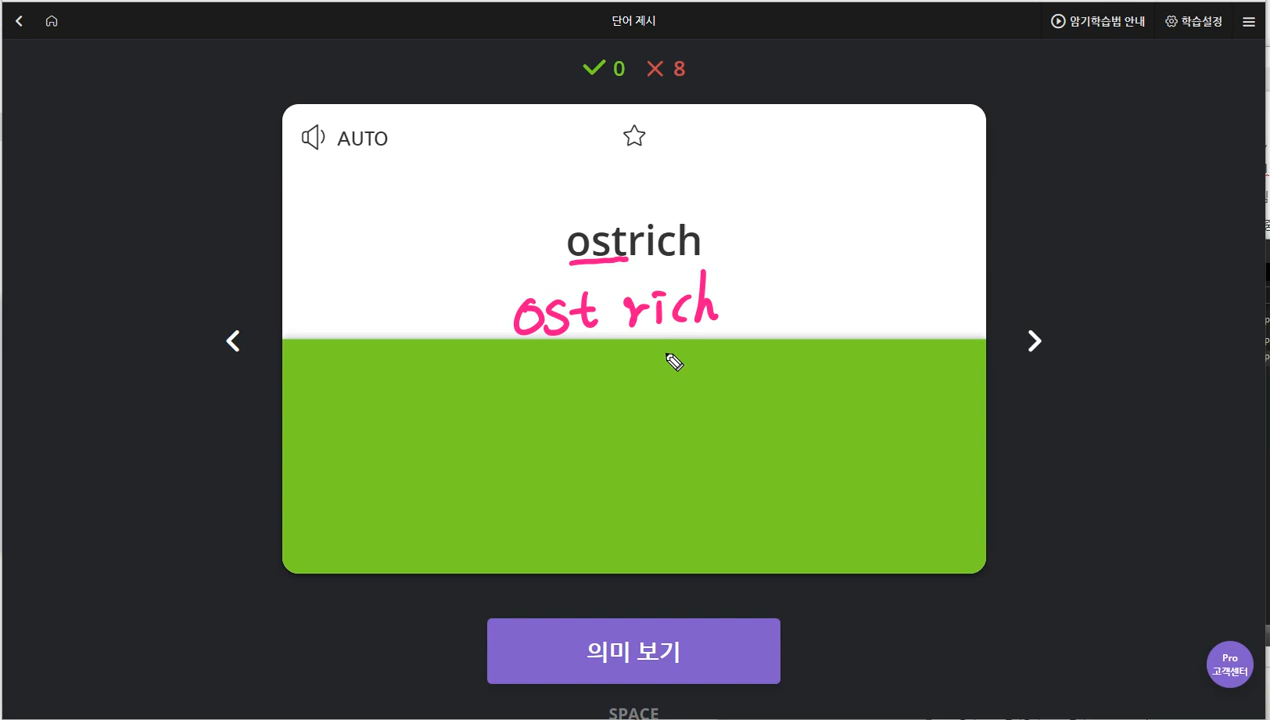 단어 제시
암기학습법 안내
학습설정
0
8
AUTO
ostrich
ost rich
의미 보기
Pro
고객센터
SPACE